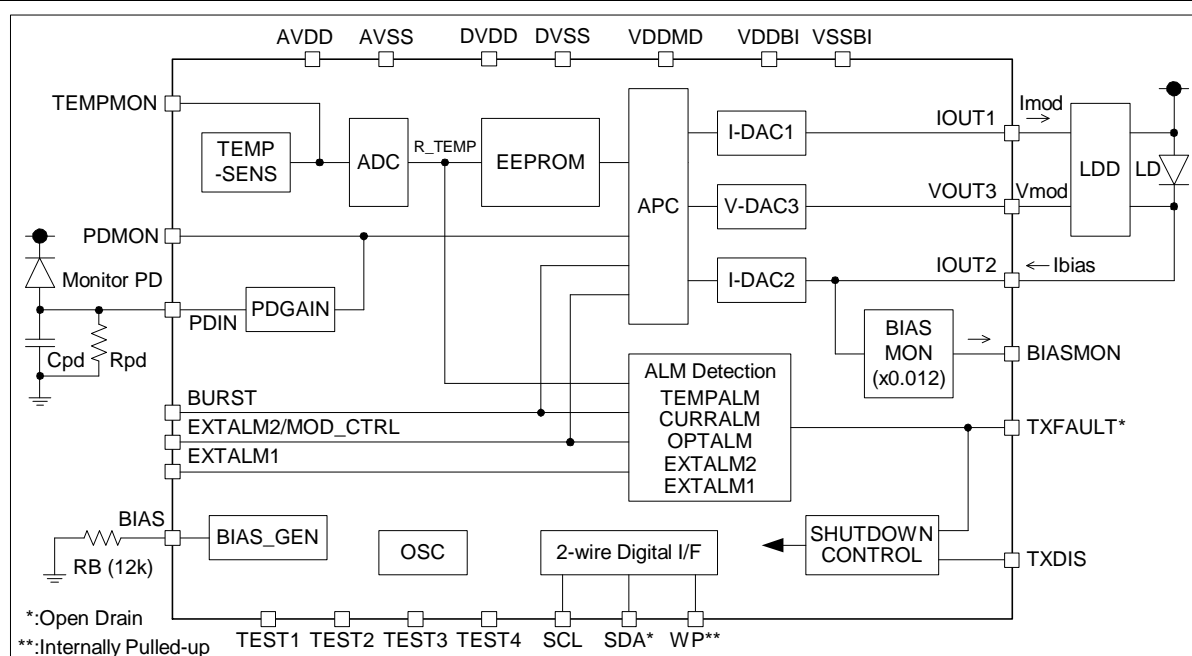 AVDD AVSS DVDD DVSS VDDMD VDDBI VSSBI
TEMPMON
TEMP
-SENS
ADC
R_TEMP
EEPROM
APC
I-DAC1
IOUT1
Imod
LDD
LD
V-DAC3
VOUT3
Vmod
PDMON
Monitor PD
I-DAC2
IOUT2
Ibias
PDIN
PDGAIN
Cpd
Rpd
BIAS
MON
(x0.012)
BIASMON
ALM Detection
TEMPALM
CURRALM
OPTALM
EXTALM2
EXTALM1
BURST
EXTALM2/MOD_CTRL
EXTALM1
TXFAULT*
BIAS
BIAS_GEN
RB (12k)
OSC
2-wire Digital I/F
SHUTDOWN
CONTROL
TXDIS
*:Open Drain
**:Internally Pulled-up
TEST1 TEST2 TEST3 TEST4 SCL SDA* WP**